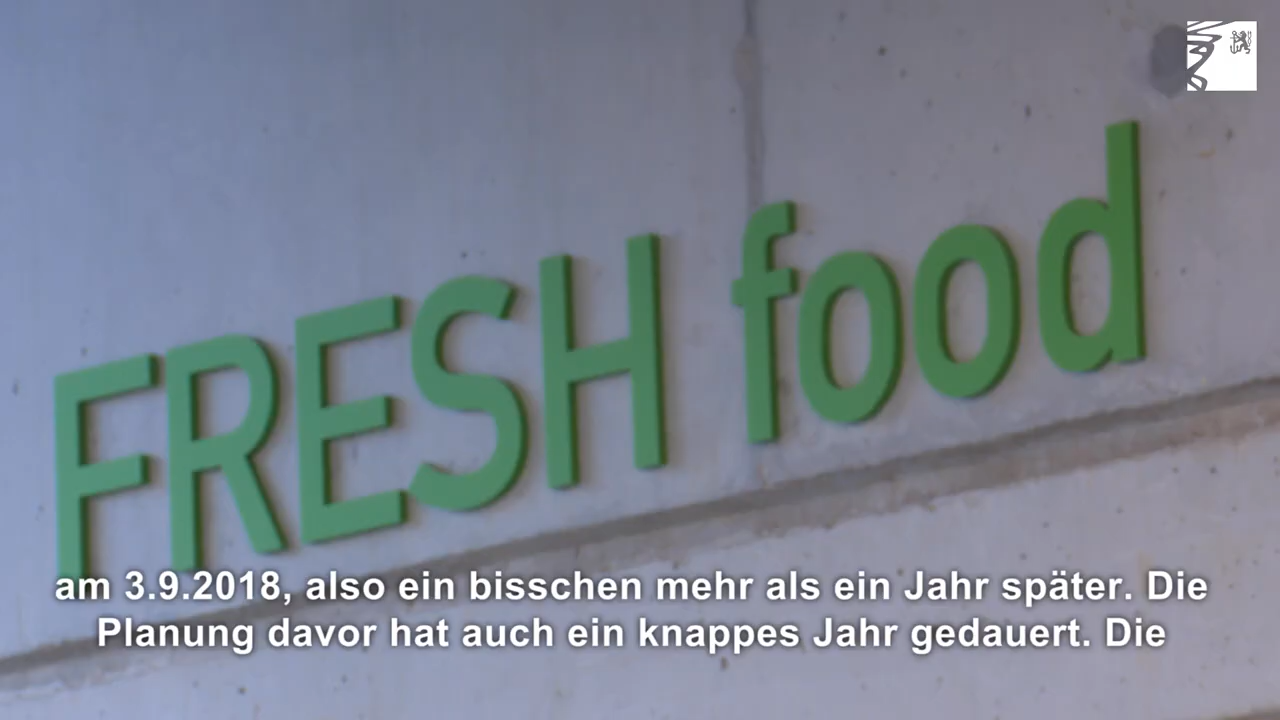 FRESH food
am 3.9.2018, also ein bisschen mehr als ein Jahr später. Die
Planung davor hat auch ein knappes Jahr gedauert. Die